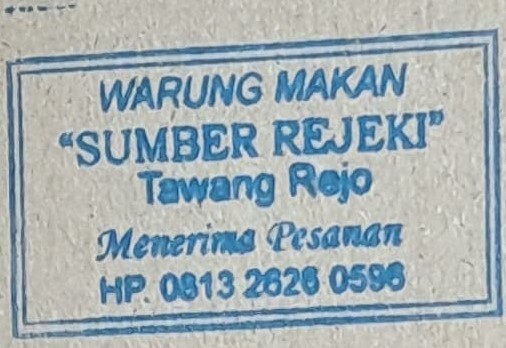 WARUNG MAKAN
“SUMBER REJEKI”
Tawang Rejo
Menerima Pesanan
HP. 0813 2626 0596